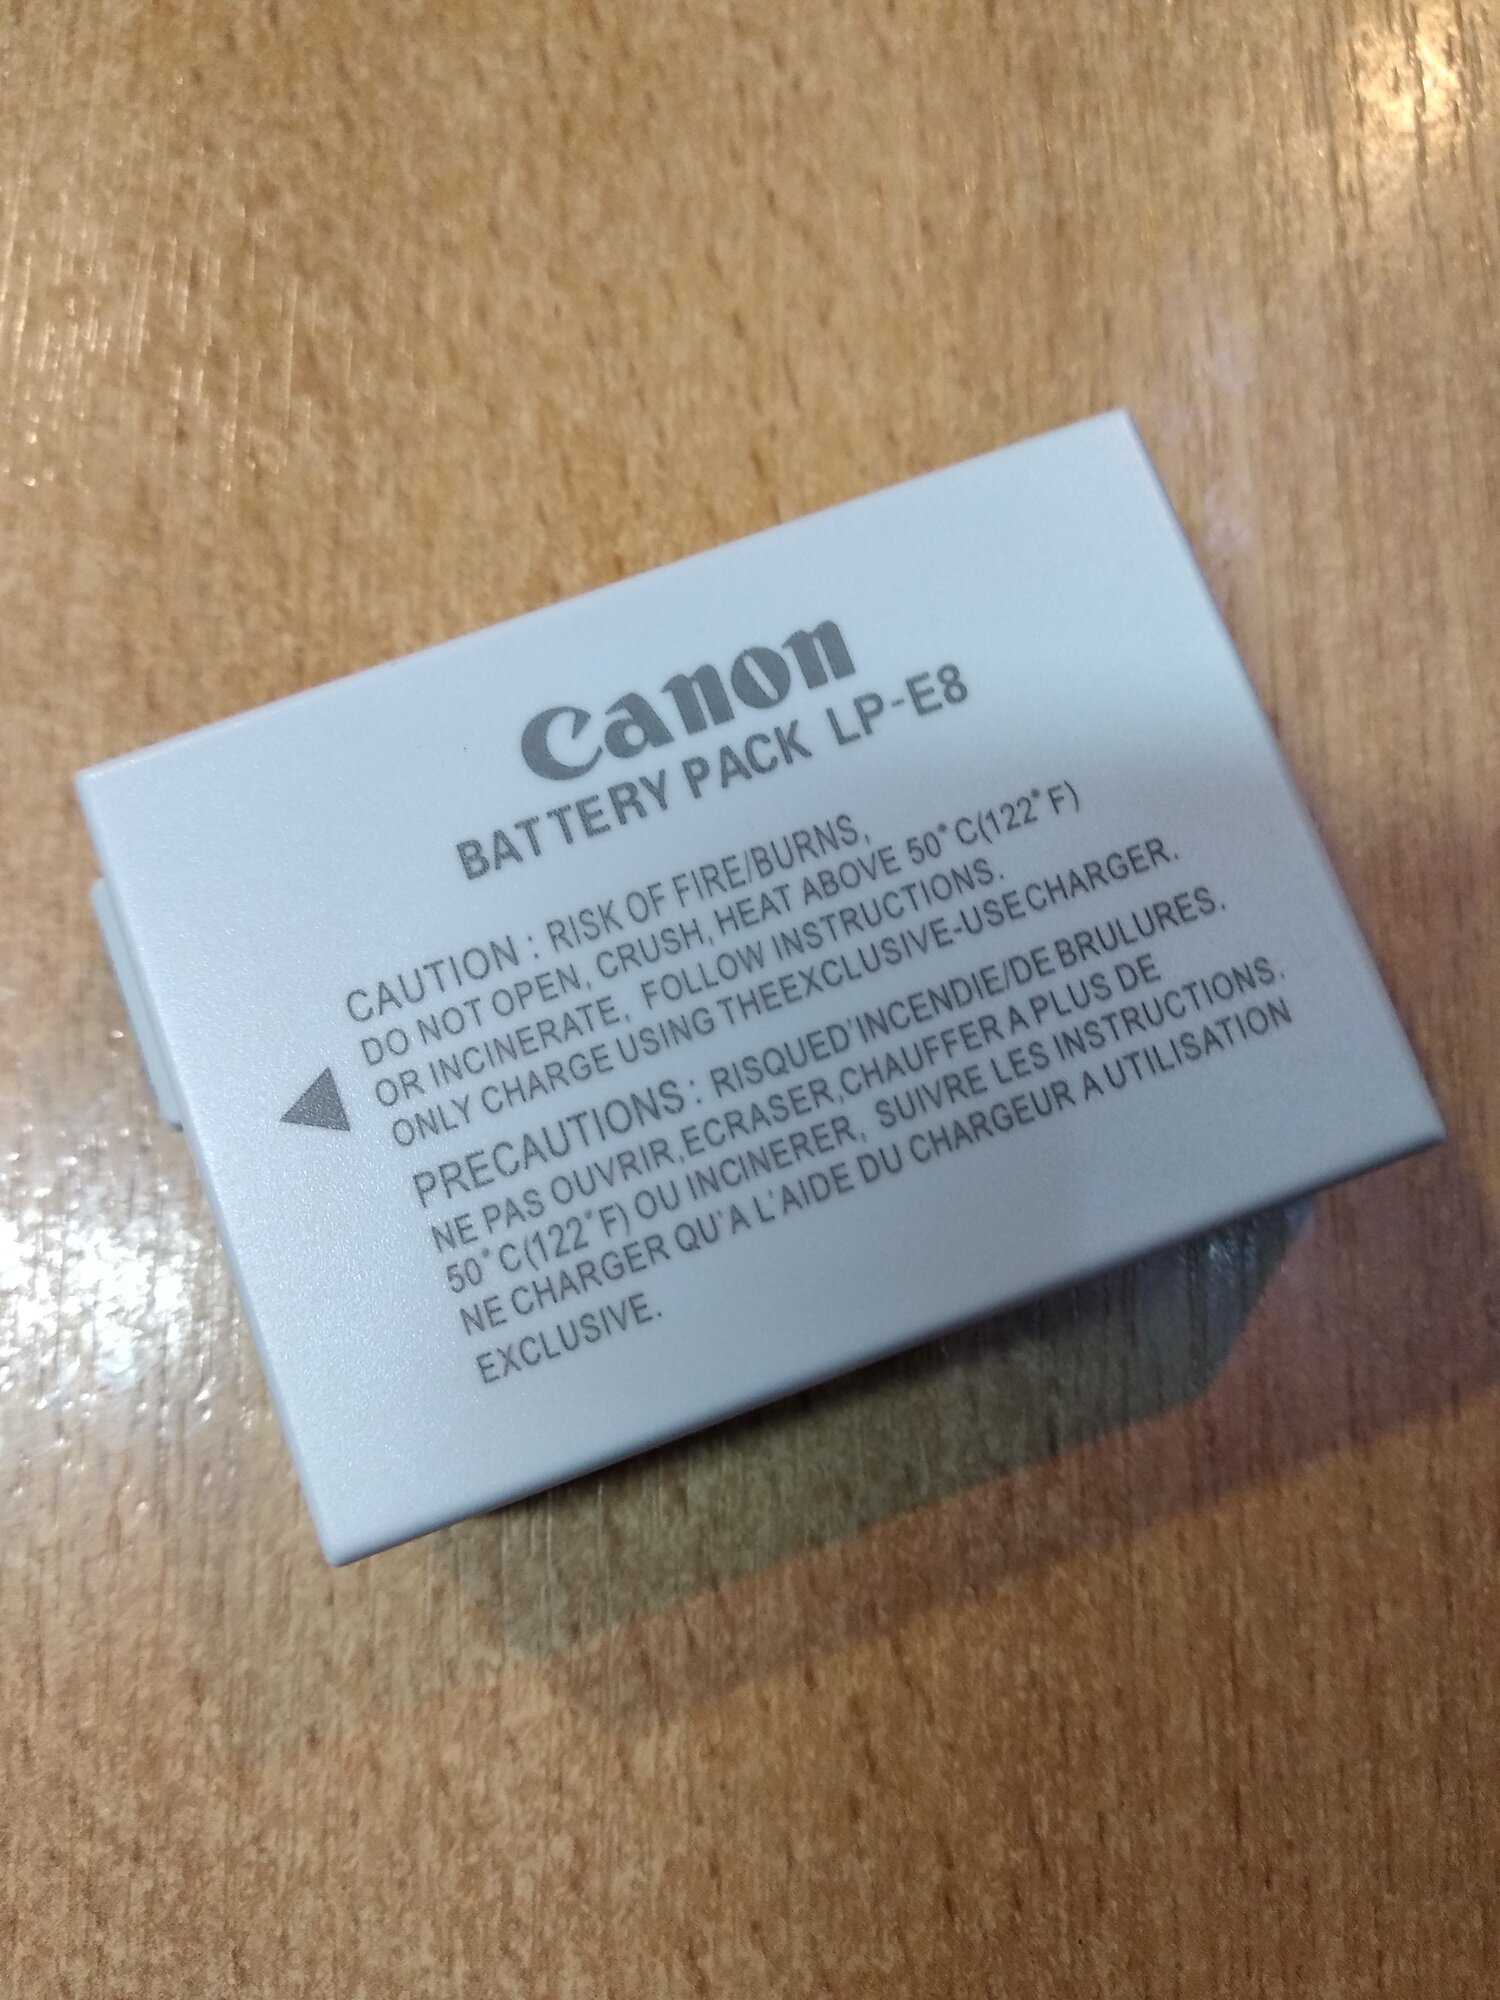 Canon
BATTERY PACK LP-E8
CAUTION : RISK OF FIRE/BURNS,
DO NOT OPEN, CRUSH, HEAT ABOVE 50°C(122°F)
OR INCINERATE, FOLLOW INSTRUCTIONS.
ONLY CHARGE USING THEEXCLUSIVE-USECHARGER.
PRECAUTIONS : RISQUED'INCENDIE/DE BRULURES.
NE PAS OUVRIR,ECRASER,CHAUFFER A PLUS DE
50°C(122°F) OU INCINERER, SUIVRE LES INSTRUCTIONS.
NE CHARGER QU'A L'AIDE DU CHARGEUR A UTILISATION
EXCLUSIVE.